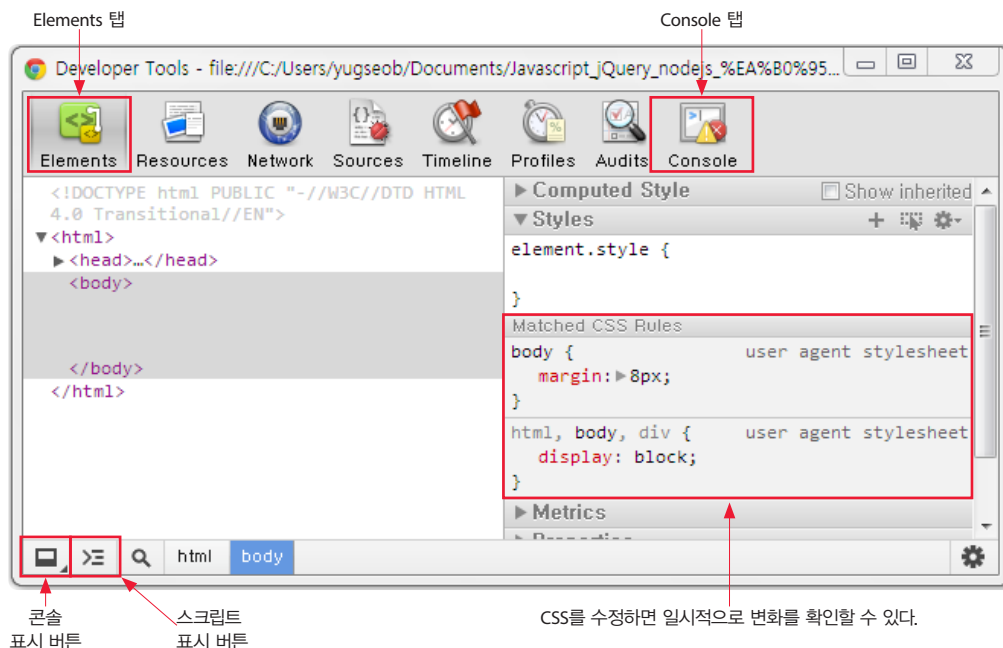 Elements 탭
Console 탭
Developer Tools - file:///C:/Users/yugseob/Documents/Javascript_jQuery_nodejs_%EA%B0%95...
Elements Resources Network Sources Timeline Profiles Audits Console
<!DOCTYPE html PUBLIC "-//W3C//DTD HTML
4.0 Transitional//EN">
▼<html>
▶<head>…</head>
<body>
</body>
</html>
▶Computed Style
Show inherited
▼Styles
element.style {
}
Matched CSS Rules
body { user agent stylesheet
margin:▶8px;
}
html, body, div { user agent stylesheet
display: block;
}
▶Metrics
▶Properties
html body
콘솔
표시 버튼
스크립트
표시 버튼
CSS를 수정하면 일시적으로 변화를 확인할 수 있다.